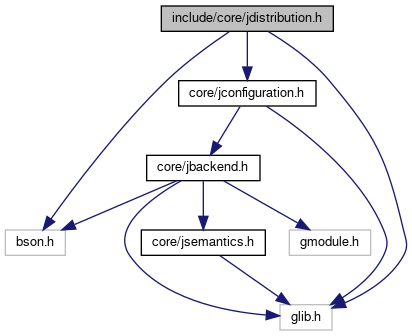 include/core/jdistribution.h
core/jconfiguration.h
core/jbackend.h
bson.h
core/jsemantics.h
gmodule.h
glib.h